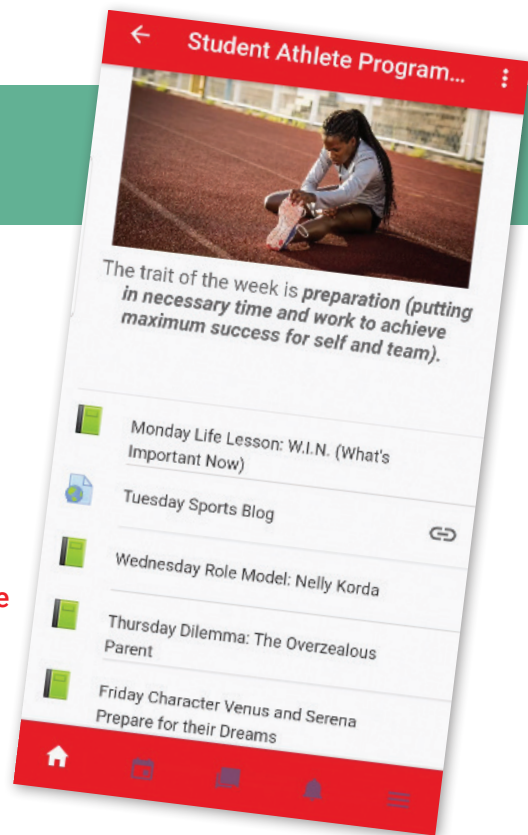 Student Athlete Program...
The trait of the week is preparation (putting
in necessary time and work to achieve
maximum success for self and team).
Monday Life Lesson: W.I.N. (What's
Important Now)
Tuesday Sports Blog
Wednesday Role Model: Nelly Korda
e
Thursday Dilemma: The Overzealous
Parent
Friday Character Venus and Serena
Prepare for their Dreams